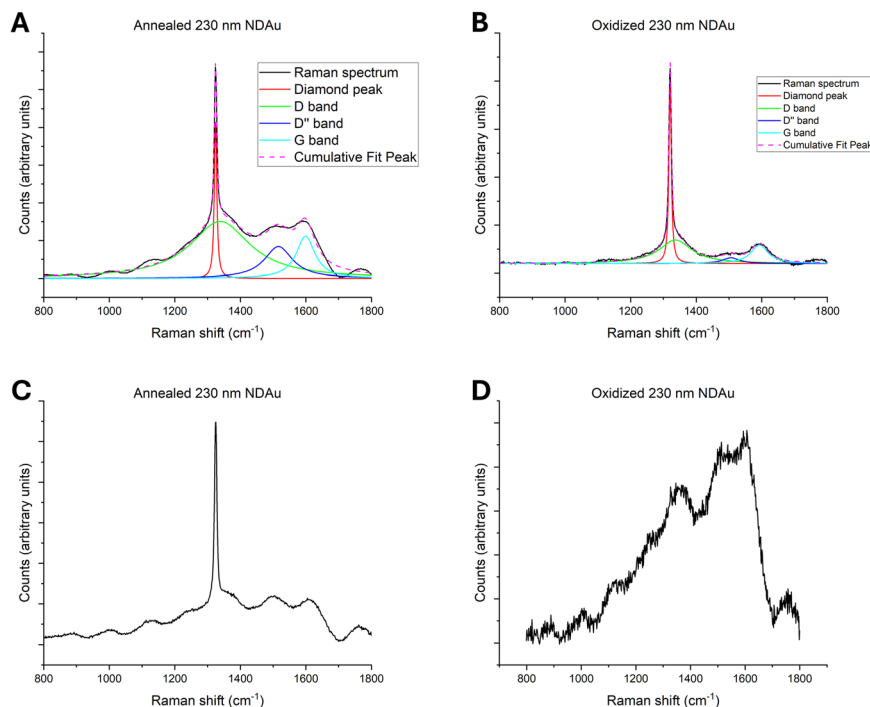 A
Annealed 230 nm NDAu
Raman spectrum
Diamond peak
D band
D" band
G band
Cumulative Fit Peak
Counts (arbitrary units)
800 1000 1200 1400 1600 1800
Raman shift (cm⁻¹)
B
Oxidized 230 nm NDAu
Raman spectrum
Diamond peak
D band
D" band
G band
Cumulative Fit Peak
Counts (arbitrary units)
800 1000 1200 1400 1600 1800
Raman shift (cm⁻¹)
C
Annealed 230 nm NDAu
Counts (arbitrary units)
800 1000 1200 1400 1600 1800
Raman shift (cm⁻¹)
D
Oxidized 230 nm NDAu
Counts (arbitrary units)
800 1000 1200 1400 1600 1800
Raman shift (cm⁻¹)